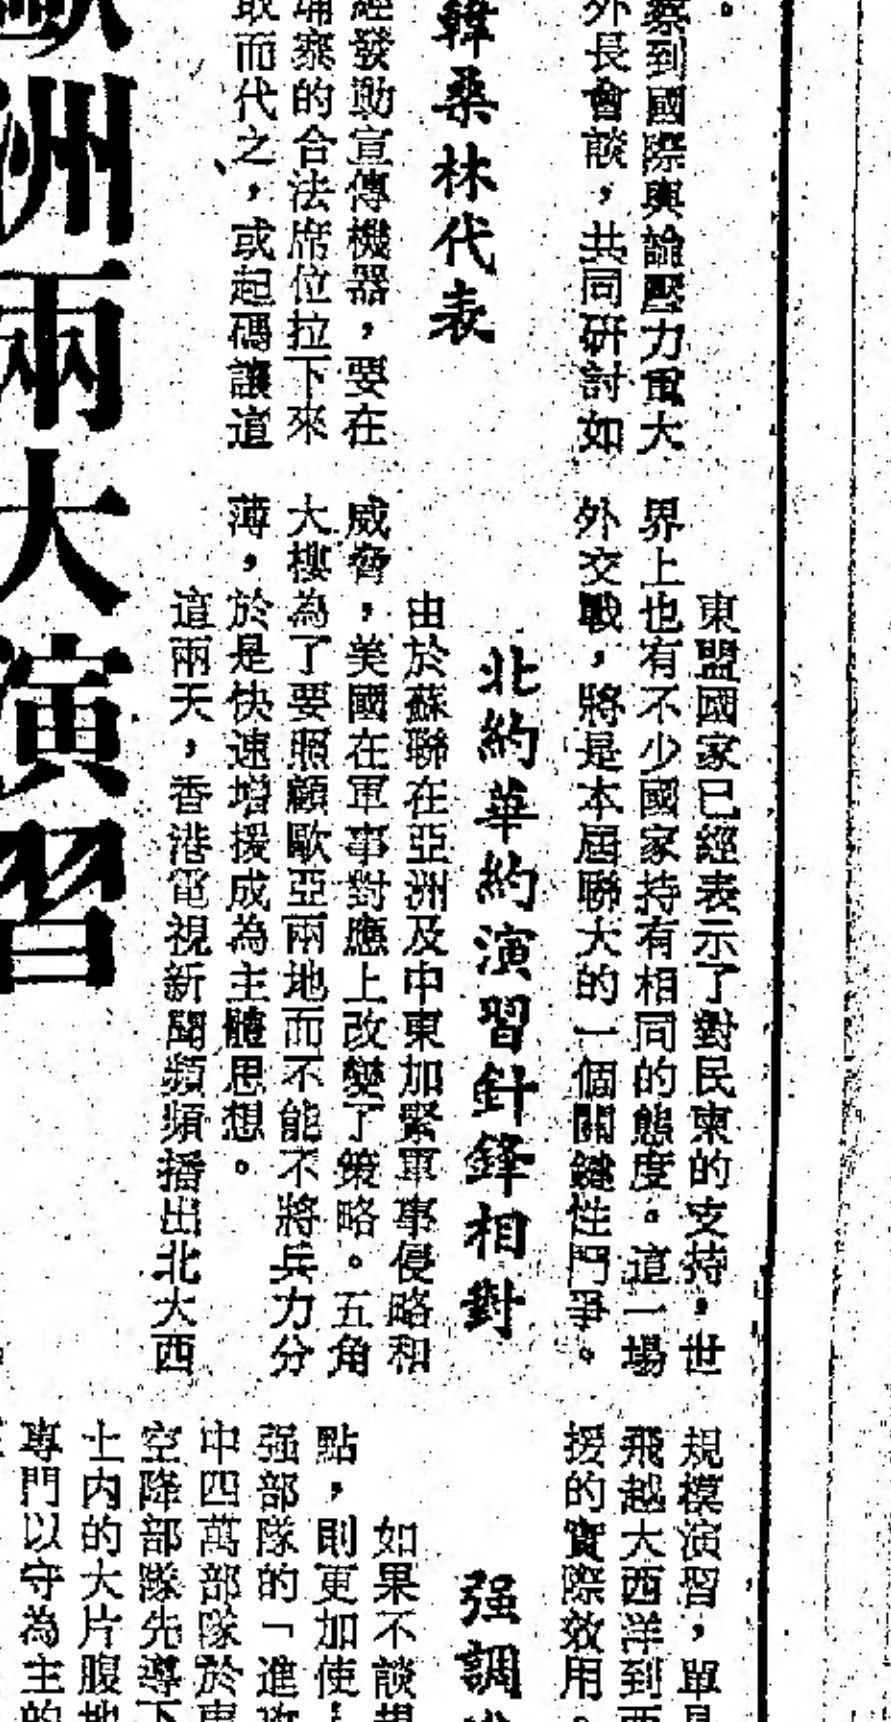 察到國際輿論壓力重大
外長會談，共同研討如
韓桑林代表
經發動宣傳機器，要在
埔寨的合法席位拉下來
取而代之，或起碼讓道
歐洲兩大演習
東盟國家已經表示了對民柬的支持，世
界上也有不少國家持有相同的態度。這一場
外交戰，將是本屆聯大的一個關鍵性鬥爭。
北約華約演習針鋒相對
由於蘇聯在亞洲及中東加緊軍事侵略和
威脅，美國在軍事對應上改變了策略。五角
大樓為了要照顧歐亞兩地而不能不將兵力分
薄，於是快速增援成為主體思想。
這兩天，香港電視新聞頻頻播出北大西
規模演習，單是
飛越大西洋到西
援的實際效用。
强調
如果不談
點，則更加使
强部隊的「進攻
中四萬部隊於東
空降部隊先導下
士內的大片腹地
專門以守為主的